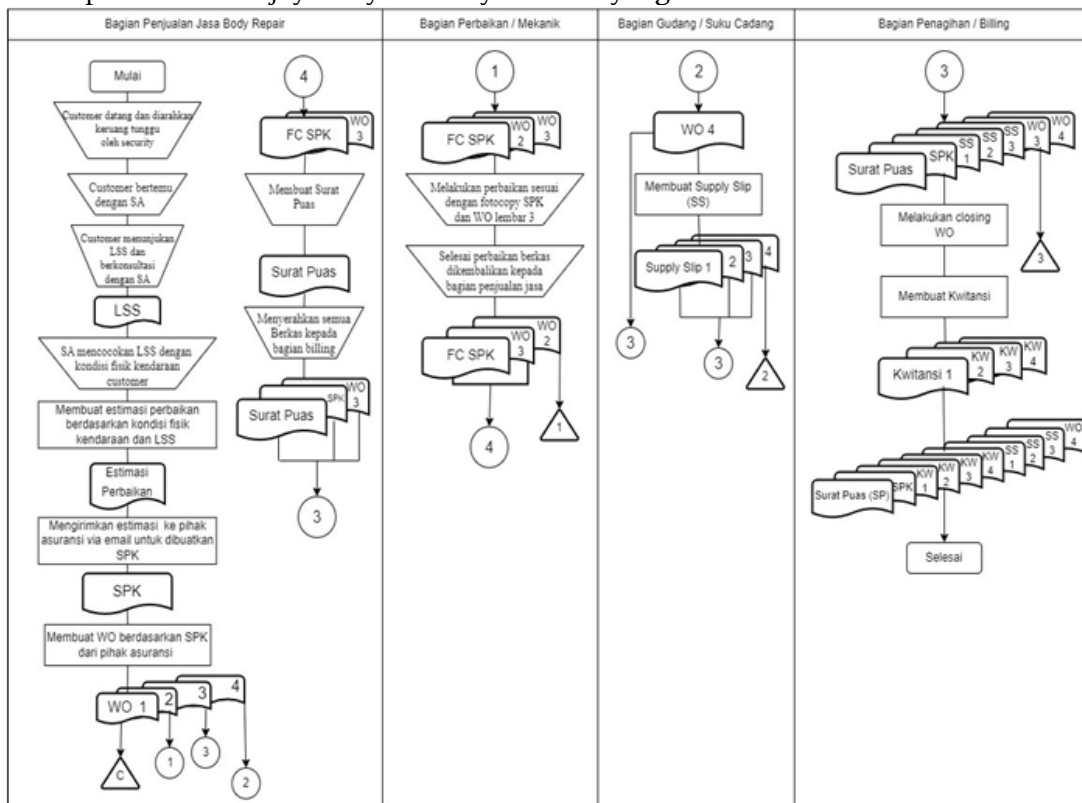 Bagian Penjualan Jasa Body Repair
Mulai
Customer datang dan diarahkan
keruang tunggu
oleh security
Customer bertemu
dengan SA
Customer menunjukan
LSS dan
berkonsultasi
dengan SA
LSS
SA mencocokan LSS dengan
kondisi fisik kendaraan
customer
Membuat estimasi perbaikan
berdasarkan kondisi fisik
kendaraan dan LSS
Estimasi
Perbaikan
Mengirimkan estimasi ke pihak
asuransi via email untuk dibuatkan
SPK
SPK
Membuat WO berdasarkan SPK
dari pihak asuransi
WO 1
2
3
4
C
1
3
2
4
FC SPK
WO
3
Membuat Surat
Puas
Surat Puas
Menyerahkan semua
Berkas kepada
bagian billing
Surat Puas
SPK
WO
3
3
Bagian Perbaikan / Mekanik
1
FC SPK
WO
2
WO
3
Melakukan perbaikan sesuai
dengan fotocopy SPK
dan WO lembar 3
Selesai perbaikan berkas
dikembalikan kepada
bagian penjualan jasa
FC SPK
WO
3
WO
2
4
1
Bagian Gudang / Suku Cadang
2
WO 4
Membuat Supply Slip
(SS)
Supply Slip 1
2
3
4
3
3
2
Bagian Penagihan / Billing
3
Surat Puas
SPK
SS
1
SS
2
SS
3
WO
3
WO
4
Melakukan closing
WO
3
Membuat Kwitansi
Kwitansi 1
KW
2
KW
3
KW
4
Surat Puas (SP)
SPK
KW
1
KW
2
KW
3
KW
4
SS
1
SS
2
SS
3
WO
4
Selesai